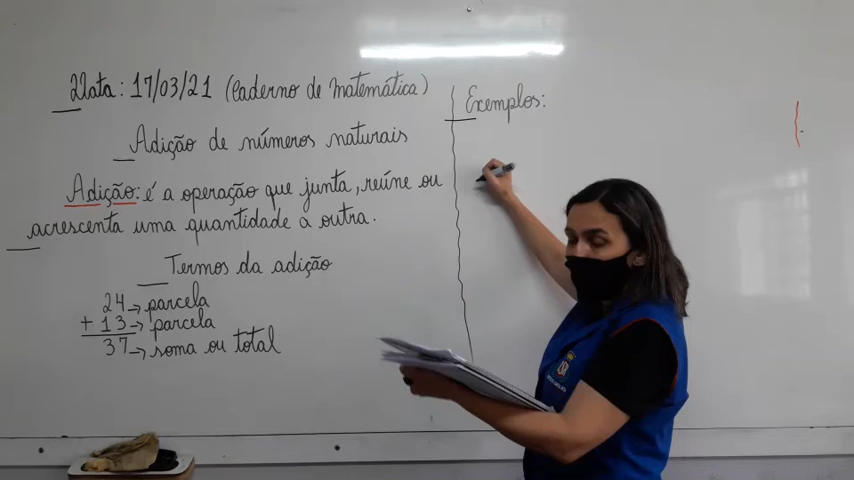 Data: 17/03/21 (Caderno de Matemática)
Adição de números naturais
Adição: é a operação que junta, reúne ou
acrescenta uma quantidade a outra.
Termos da adição
24 → parcela
+ 13 → parcela
37 → soma ou total
Exemplos: